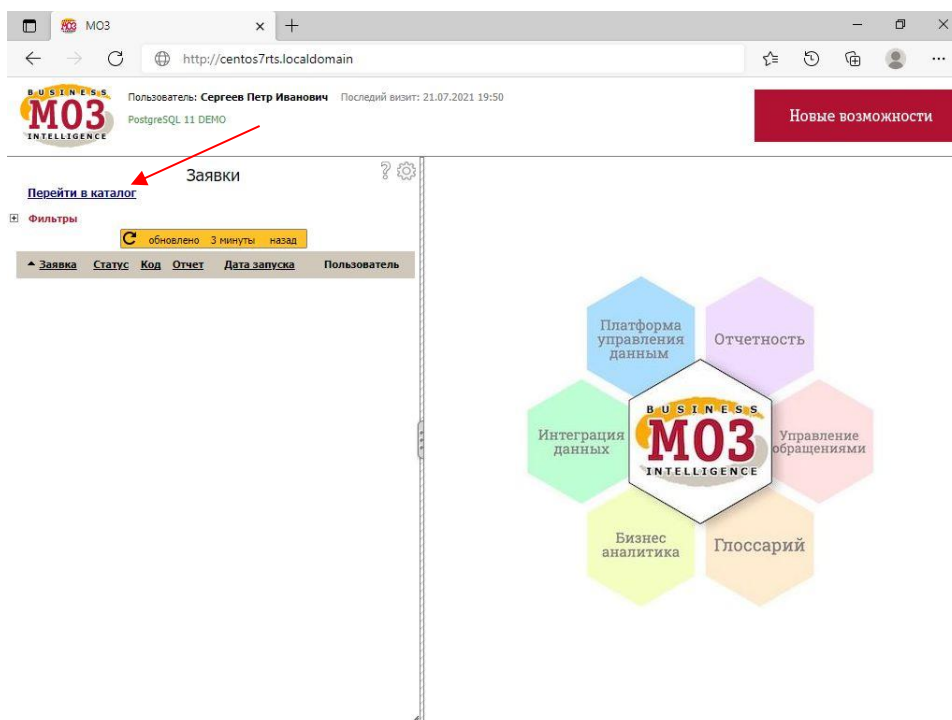 МОЗ
http://centos7rts.localdomain
BUSINESS
МОЗ
INTELLIGENCE
Пользователь: Сергеев Петр Иванович Последий визит: 21.07.2021 19:50
PostgreSQL 11 DEMO
Новые возможности
Заявки
Перейти в каталог
Фильтры
обновлено 3 минуты назад
Заявка Статус Код Отчет Дата запуска Пользователь
Платформа
управления
данным
Отчетность
Интеграция
данных
BUSINESS
МОЗ
INTELLIGENCE
Управление
обращениями
Бизнес
аналитика
Глоссарий